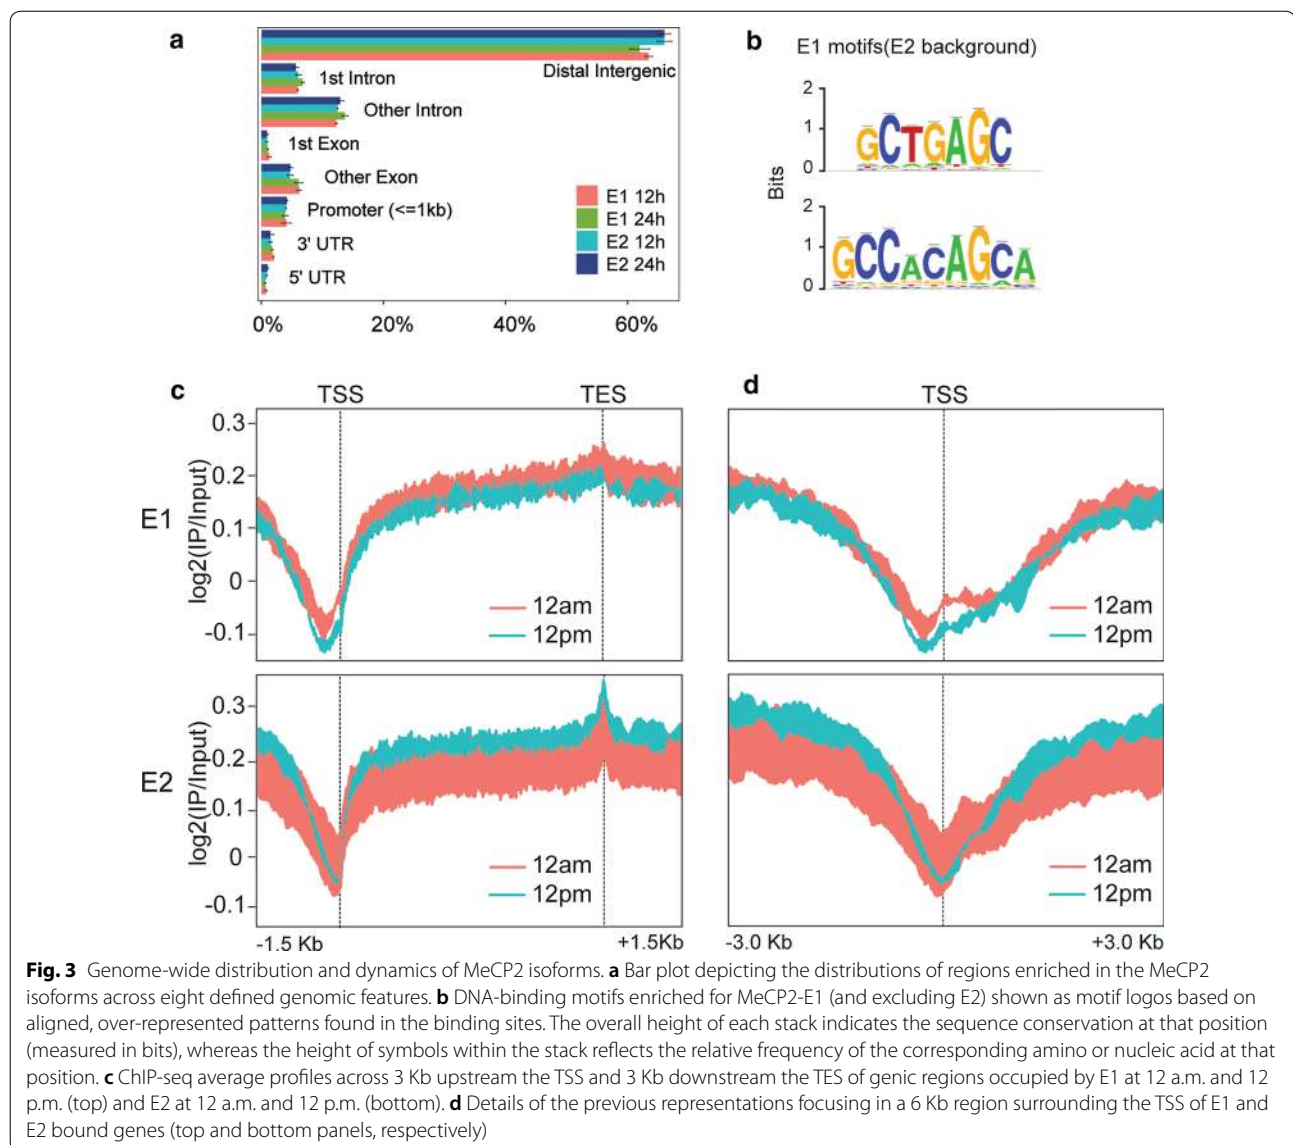 a
Distal Intergenic
1st Intron
Other Intron
1st Exon
Other Exon
Promoter (<=1kb)
3' UTR
5' UTR
E1 12h
E1 24h
E2 12h
E2 24h
0% 20% 40% 60%
b
E1 motifs(E2 background)
Bits
2
1
0
GCTGAGC
2
1
0
GCCACAGCA
c
TSS TES
E1
log2(IP/Input)
0.3
0.2
0.1
0
-0.1
12am
12pm
E2
log2(IP/Input)
0.3
0.2
0.1
0
-0.1
12am
12pm
-1.5 Kb +1.5Kb
d
TSS
12am
12pm
12am
12pm
-3.0 Kb +3.0 Kb
Fig. 3 Genome-wide distribution and dynamics of MeCP2 isoforms. a Bar plot depicting the distributions of regions enriched in the MeCP2
isoforms across eight defined genomic features. b DNA-binding motifs enriched for MeCP2-E1 (and excluding E2) shown as motif logos based on
aligned, over-represented patterns found in the binding sites. The overall height of each stack indicates the sequence conservation at that position
(measured in bits), whereas the height of symbols within the stack reflects the relative frequency of the corresponding amino or nucleic acid at that
position. c ChIP-seq average profiles across 3 Kb upstream the TSS and 3 Kb downstream the TES of genic regions occupied by E1 at 12 a.m. and 12
p.m. (top) and E2 at 12 a.m. and 12 p.m. (bottom). d Details of the previous representations focusing in a 6 Kb region surrounding the TSS of E1 and
E2 bound genes (top and bottom panels, respectively)